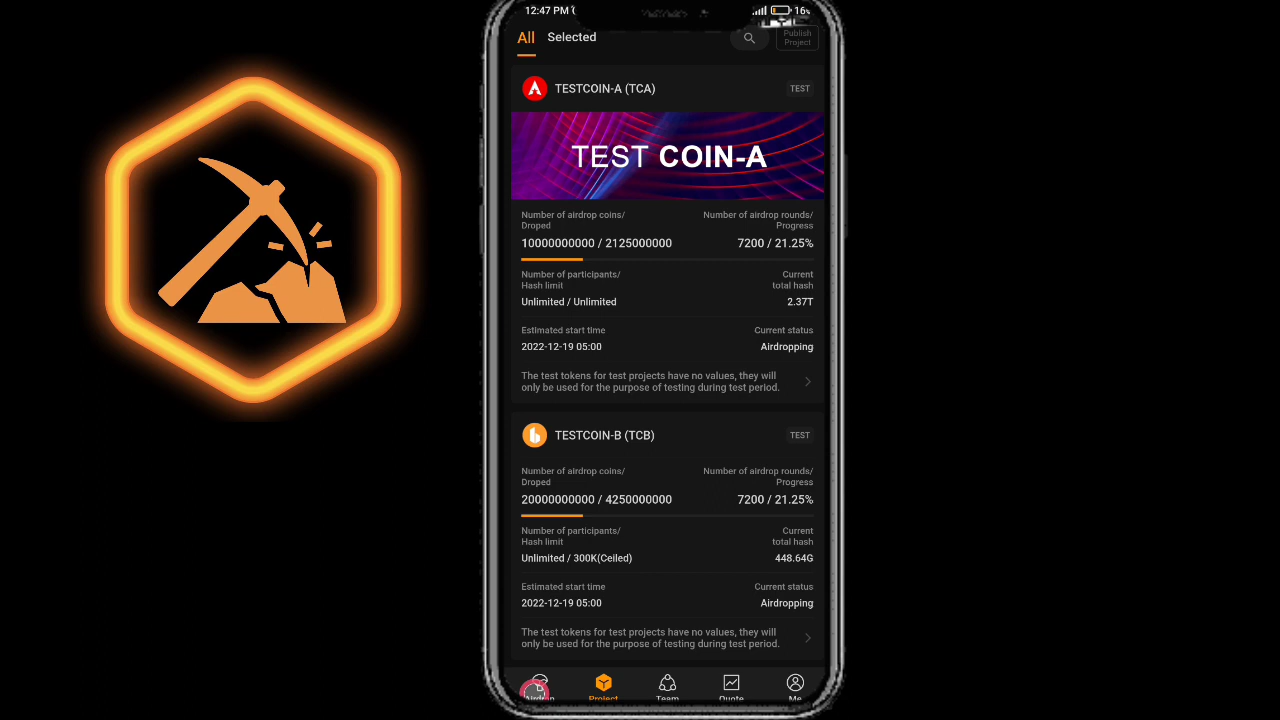 12:47 PM
16
All Selected
Publish
Project
TESTCOIN-A (TCA) TEST
TEST COIN-A
Number of airdrop coins/ Number of airdrop rounds/
Droped Progress
10000000000 / 2125000000 7200 / 21.25%
Number of participants/ Current
Hash limit total hash
Unlimited / Unlimited 2.37T
Estimated start time Current status
2022-12-19 05:00 Airdropping
The test tokens for test projects have no values, they will
only be used for the purpose of testing during test period.
TESTCOIN-B (TCB) TEST
Number of airdrop coins/ Number of airdrop rounds/
Droped Progress
20000000000 / 4250000000 7200 / 21.25%
Number of participants/ Current
Hash limit total hash
Unlimited / 300K(Ceiled) 448.64G
Estimated start time Current status
2022-12-19 05:00 Airdropping
The test tokens for test projects have no values, they will
only be used for the purpose of testing during test period.
Airdrop Project Team Quote Me